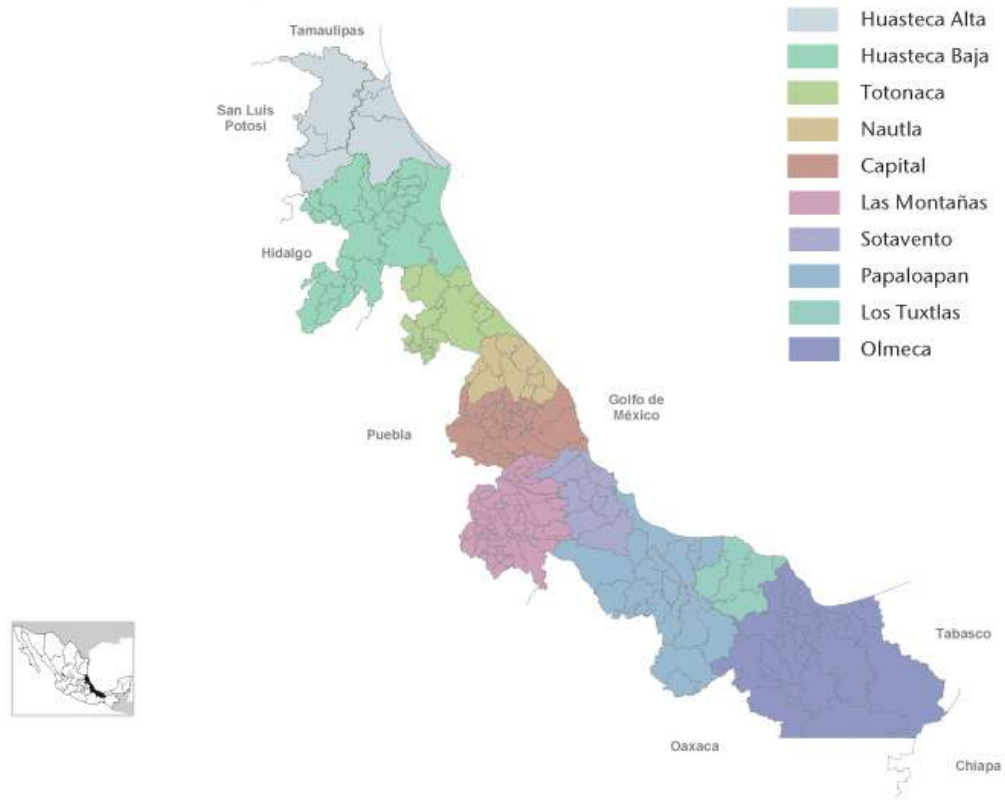 Tamaulipas
San Luis
Potosí
Hidalgo
Puebla
Golfo de
México
Tabasco
Oaxaca
Chiapa
Huasteca Alta
Huasteca Baja
Totonaca
Nautla
Capital
Las Montañas
Sotavento
Papaloapan
Los Tuxtlas
Olmeca